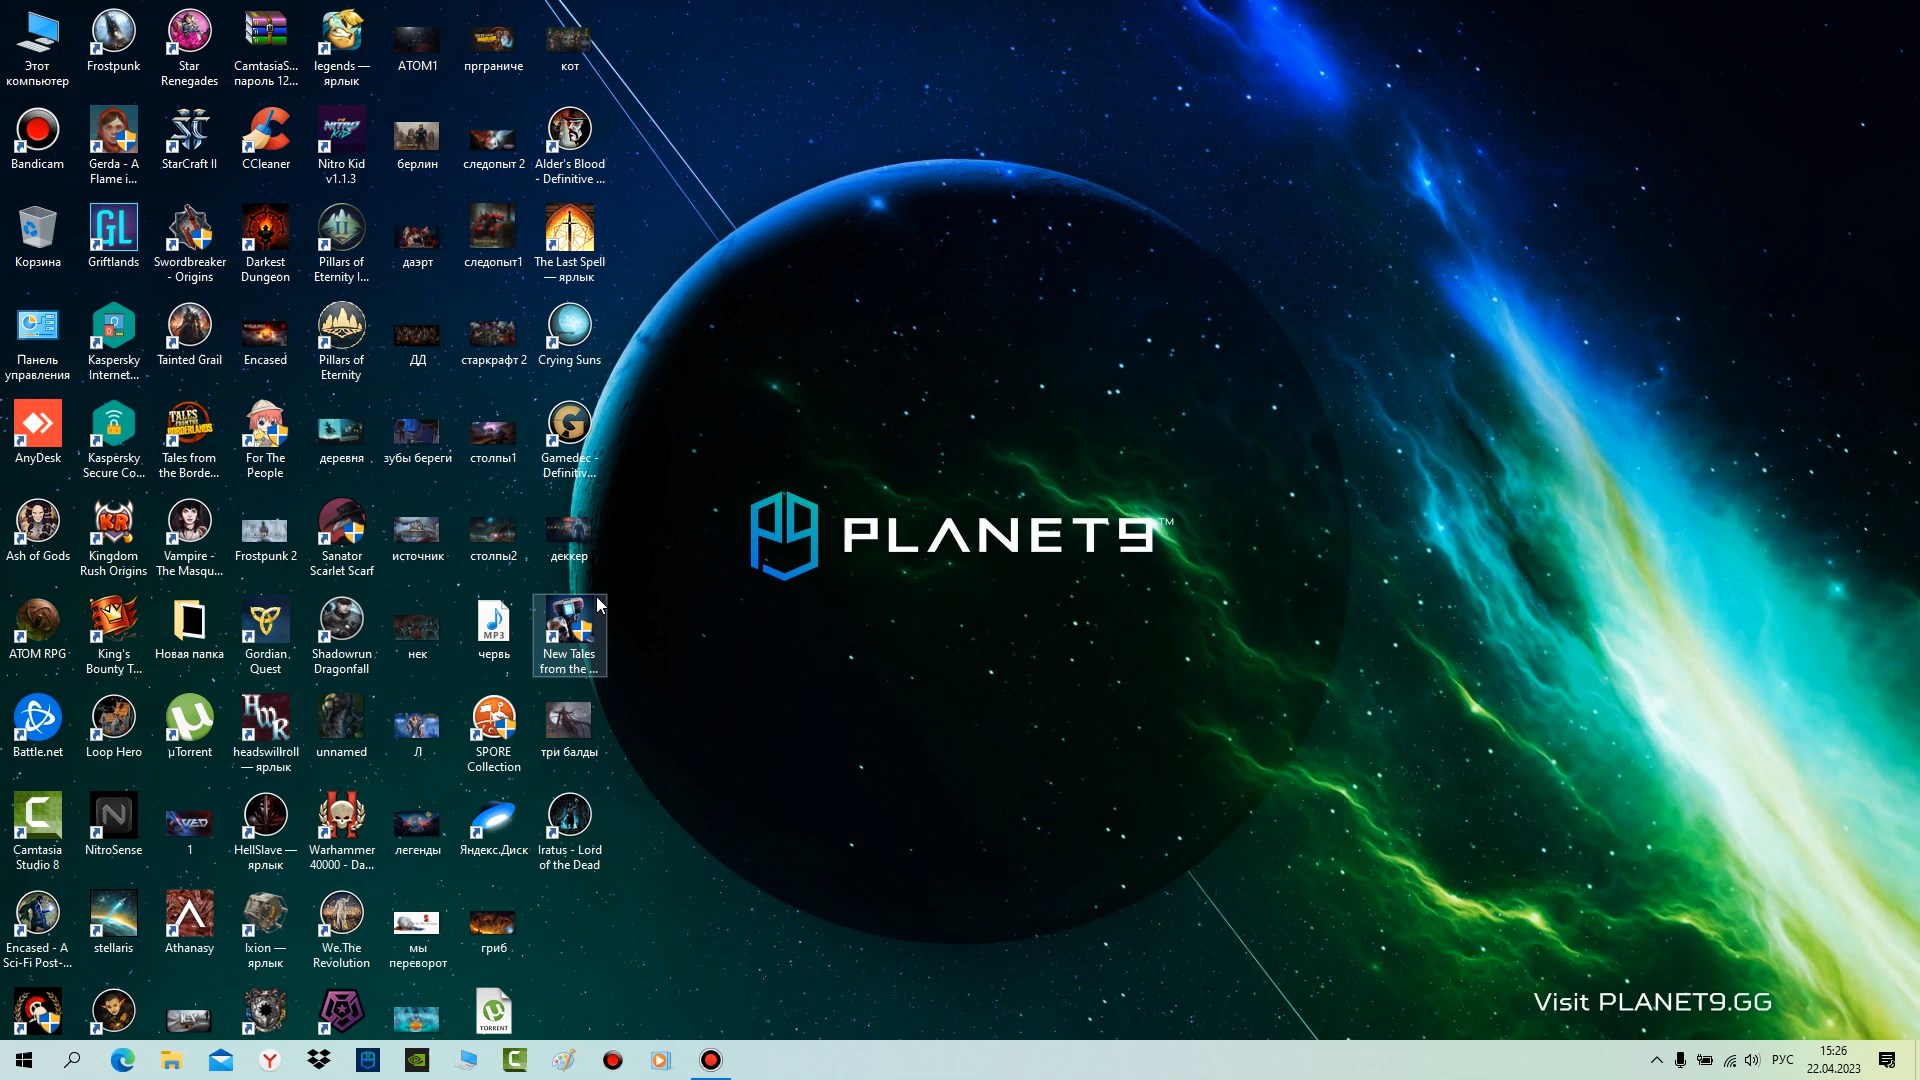 Этот
компьютер
Frostpunk
Star
Renegades
CamtasiaS...
пароль 12...
legends —
ярлык
ATOM1
прграниче
кот
Bandicam
Gerda - A
Flame i...
StarCraft II
CCleaner
Nitro Kid
v1.1.3
берлин
следопыт 2
Alder's Blood
- Definitive ...
Корзина
Griftlands
Swordbreaker
- Origins
Darkest
Dungeon
Pillars of
Eternity I...
даэрт
следопыт1
The Last Spell
— ярлык
Панель
управления
Kaspersky
Internet...
Tainted Grail
Encased
Pillars of
Eternity
ДД
старкрафт 2
Crying Suns
AnyDesk
Kaspersky
Secure Co...
Tales from
the Borde...
For The
People
деревня
зубы береги
столпы1
Gamedec -
Definitiv...
Ash of Gods
Kingdom
Rush Origins
Vampire -
The Masqu...
Frostpunk 2
Sanator
Scarlet Scarf
источник
столпы2
деккер
ATOM RPG
King's
Bounty T...
Новая папка
Gordian
Quest
Shadowrun
Dragonfall
нек
MP3
червь
New Tales
from the ...
Battle.net
Loop Hero
µTorrent
headswillroll
— ярлык
unnamed
Л
SPORE
Collection
три балды
Camtasia
Studio 8
NitroSense
1
HellSlave —
ярлык
Warhammer
40000 - Da...
легенды
Яндекс.Диск
Iratus - Lord
of the Dead
Encased - A
Sci-Fi Post-...
stellaris
Athanasy
Ixion —
ярлык
We.The
Revolution
мы
переворот
гриб
TORRENT
PLANET9™
Visit PLANET9.GG
РУС
15:26
22.04.2023